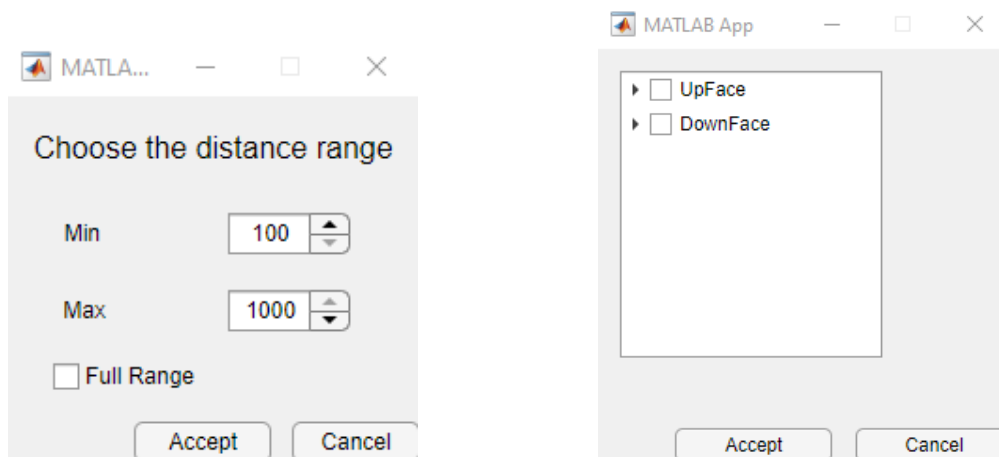 MATLA...
Choose the distance range
Min 100
Max 1000
Full Range
Accept Cancel
MATLAB App
UpFace
DownFace
Accept Cancel